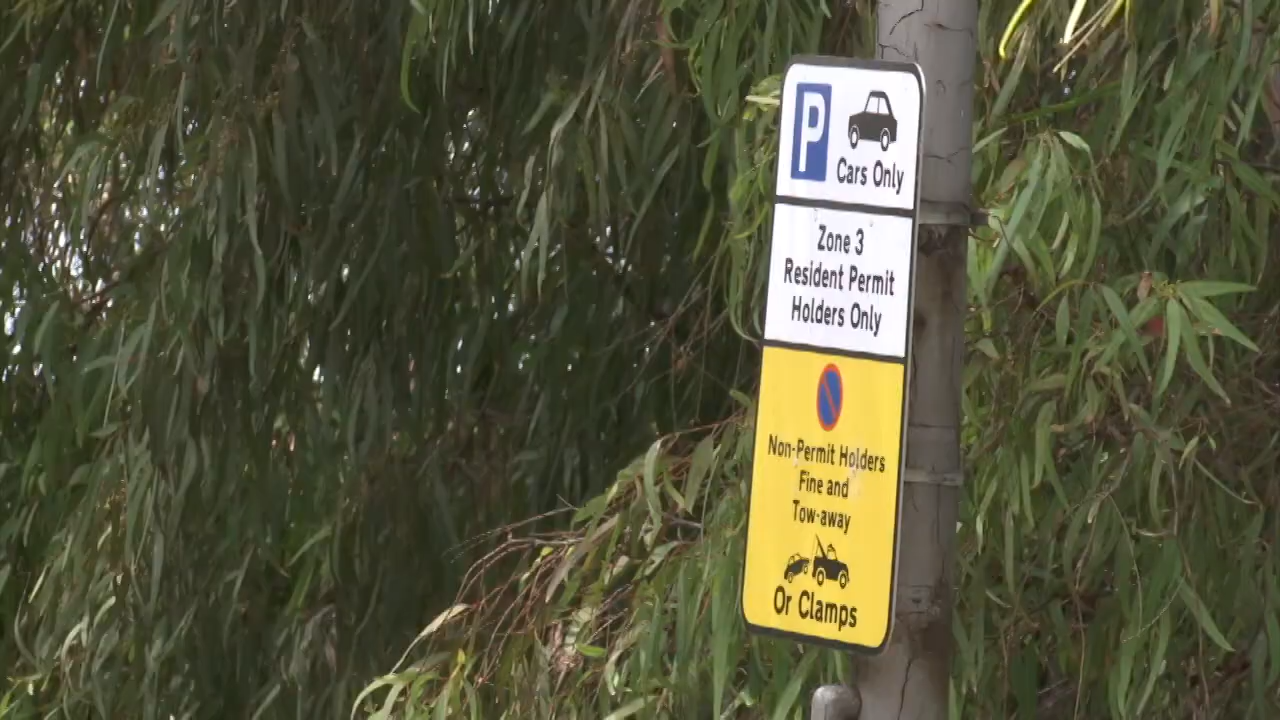 P
Cars Only
Zone 3
Resident Permit
Holders Only
Non-Permit Holders
Fine and
Tow-away
Or Clamps